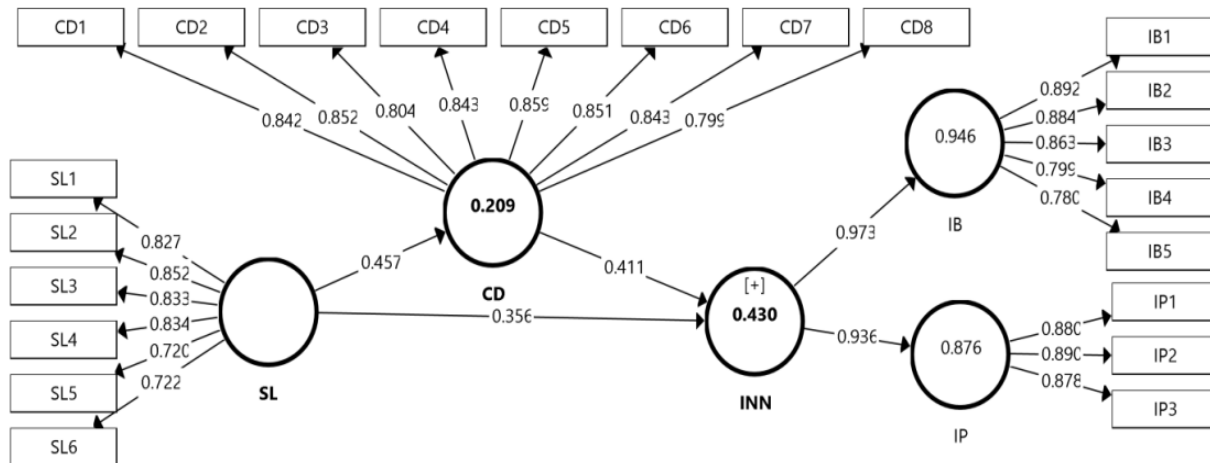 CD1 CD2 CD3 CD4 CD5 CD6 CD7 CD8
0.842 0.852 0.804 0.843 0.859 0.851 0.843 0.799
IB1
IB2
IB3
IB4
IB5
0.892
0.884
0.863
0.799
0.780
0.946
IB
SL1
SL2
SL3
SL4
SL5
SL6
0.827
0.852
0.833
0.834
0.720
0.722
SL
0.457
0.209
CD
0.411
0.356
[+]
0.430
INN
0.973
0.936
0.876
IP
0.880
0.890
0.878
IP1
IP2
IP3